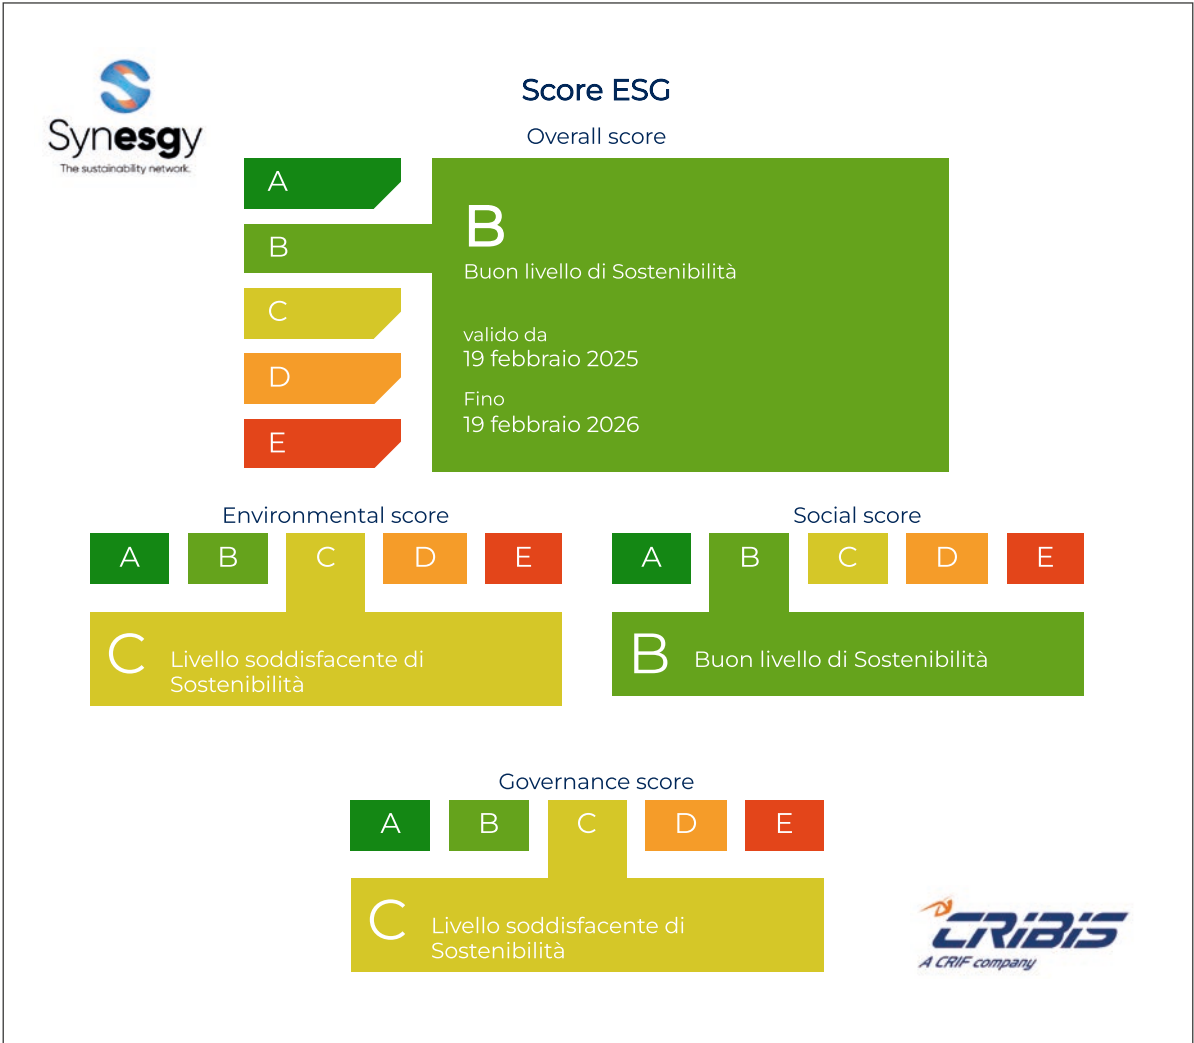 Synesgy
The sustainability network.
Score ESG
Overall score
A
B
C
D
E
B
Buon livello di Sostenibilità
valido da
19 febbraio 2025
Fino
19 febbraio 2026
Environmental score
A B C D E
C Livello soddisfacente di
Sostenibilità
Social score
A B C D E
B Buon livello di Sostenibilità
Governance score
A B C D E
C Livello soddisfacente di
Sostenibilità
CRIBIS
A CRIF company